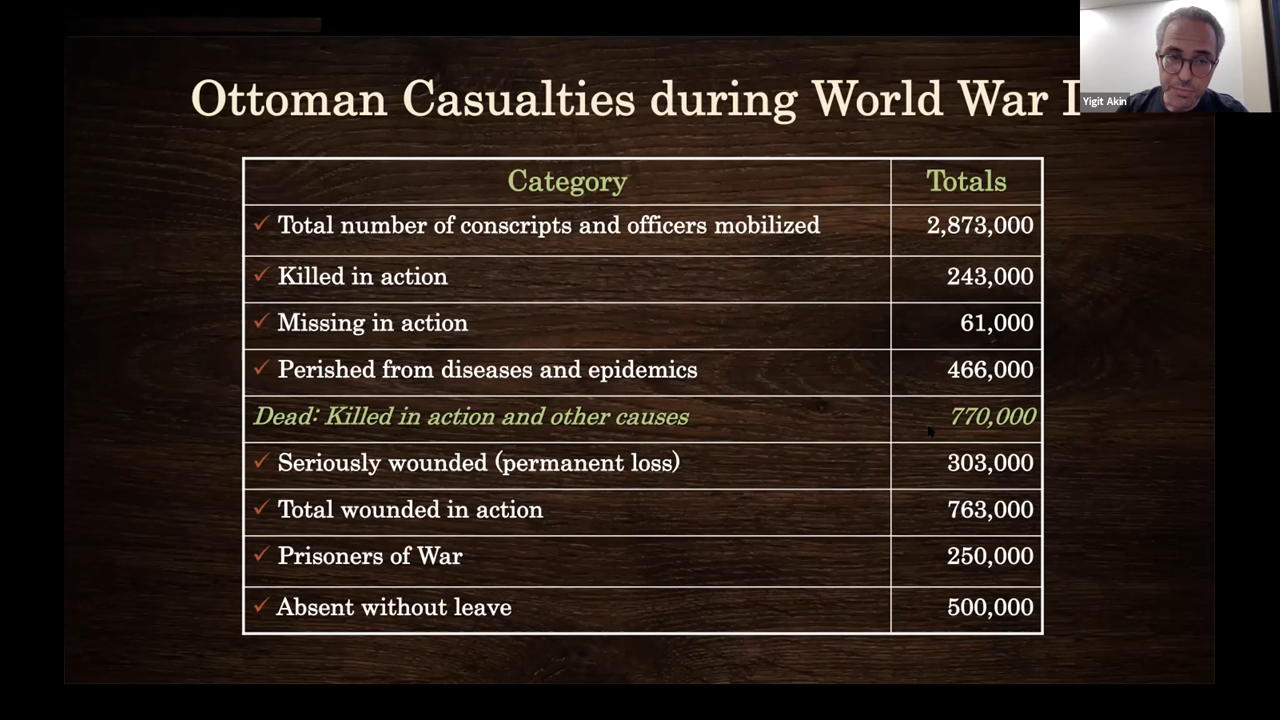 Yigit Akin
Ottoman Casualties during World War I
Category Totals
✓ Total number of conscripts and officers mobilized 2,873,000
✓ Killed in action 243,000
✓ Missing in action 61,000
✓ Perished from diseases and epidemics 466,000
Dead: Killed in action and other causes 770,000
✓ Seriously wounded (permanent loss) 303,000
✓ Total wounded in action 763,000
✓ Prisoners of War 250,000
✓ Absent without leave 500,000